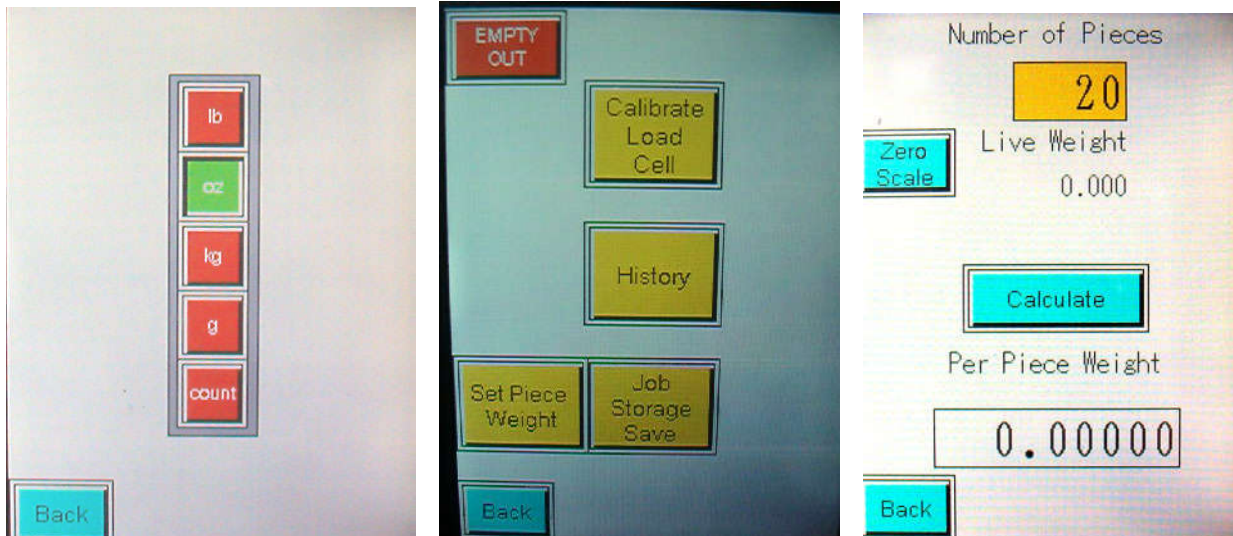 lb
oz
kg
g
count
Back
EMPTY
OUT
Calibrate
Load
Cell
History
Set Piece
Weight
Job
Storage
Save
Back
Number of Pieces
20
Zero
Scale
Live Weight
0.000
Calculate
Per Piece Weight
0.00000
Back